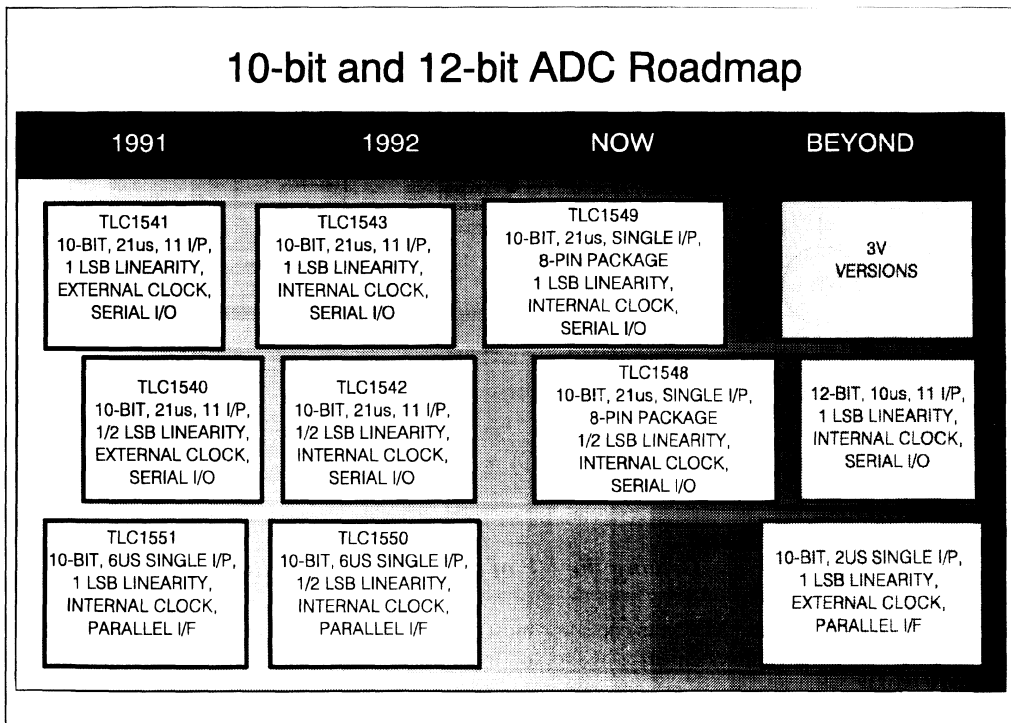 10-bit and 12-bit ADC Roadmap
1991
1992
NOW
BEYOND
TLC1541
10-BIT, 21us, 11 I/P,
1 LSB LINEARITY,
EXTERNAL CLOCK,
SERIAL I/O
TLC1543
10-BIT, 21us, 11 I/P,
1 LSB LINEARITY,
INTERNAL CLOCK,
SERIAL I/O
TLC1549
10-BIT, 21us, SINGLE I/P,
8-PIN PACKAGE
1 LSB LINEARITY,
INTERNAL CLOCK,
SERIAL I/O
3V
VERSIONS
TLC1540
10-BIT, 21us, 11 I/P,
1/2 LSB LINEARITY,
EXTERNAL CLOCK,
SERIAL I/O
TLC1542
10-BIT, 21us, 11 I/P,
1/2 LSB LINEARITY,
INTERNAL CLOCK,
SERIAL I/O
TLC1548
10-BIT, 21us, SINGLE I/P,
8-PIN PACKAGE
1/2 LSB LINEARITY,
INTERNAL CLOCK,
SERIAL I/O
12-BIT, 10us, 11 I/P,
1 LSB LINEARITY,
INTERNAL CLOCK,
SERIAL I/O
TLC1551
10-BIT, 6US SINGLE I/P,
1 LSB LINEARITY,
INTERNAL CLOCK,
PARALLEL I/F
TLC1550
10-BIT, 6US SINGLE I/P,
1/2 LSB LINEARITY,
INTERNAL CLOCK,
PARALLEL I/F
10-BIT, 2US SINGLE I/P,
1 LSB LINEARITY,
EXTERNAL CLOCK,
PARALLEL I/F